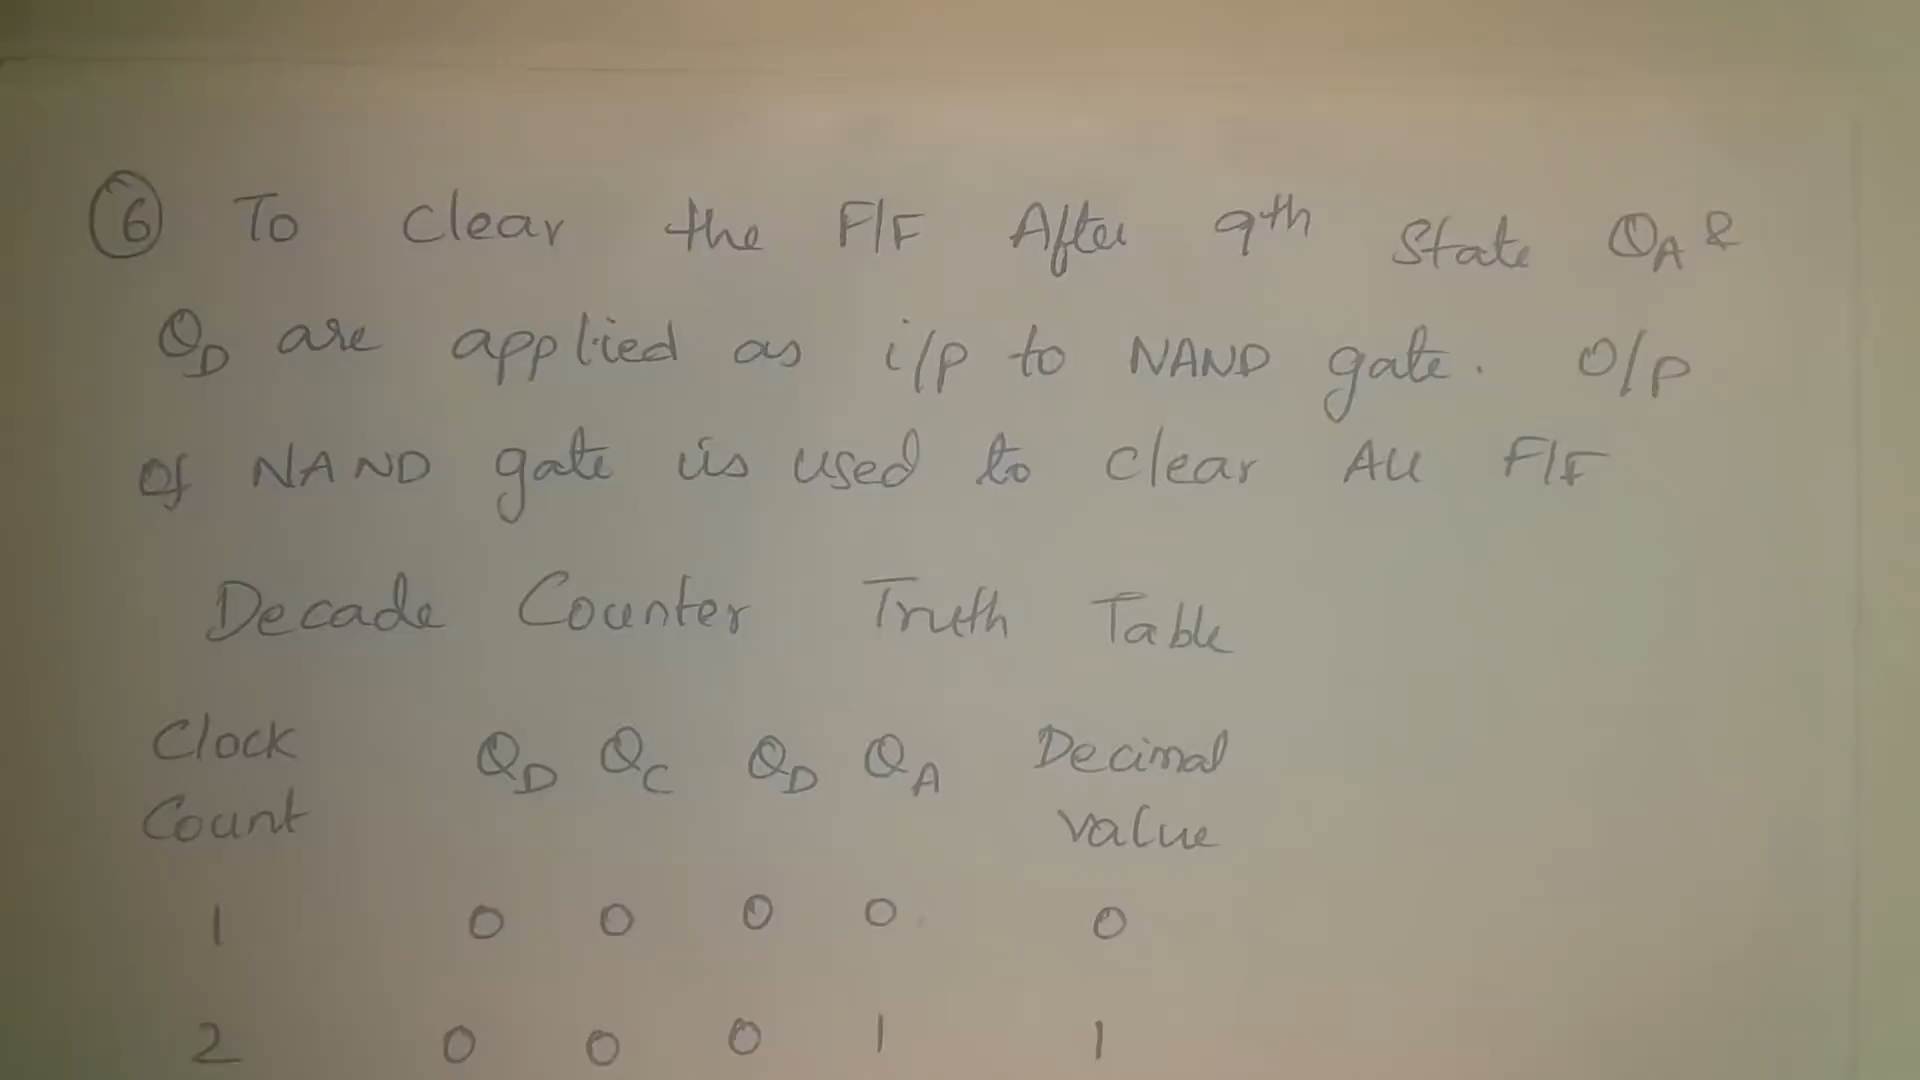 6 To clear the F/F After 9th State QA &
QD are applied as i/p to NAND gate. O/P
of NAND gate is used to clear All F/F
Decade Counter Truth Table
Clock Count QD QC QD QA Decimal value
1 0 0 0 0 0
2 0 0 0 1 1